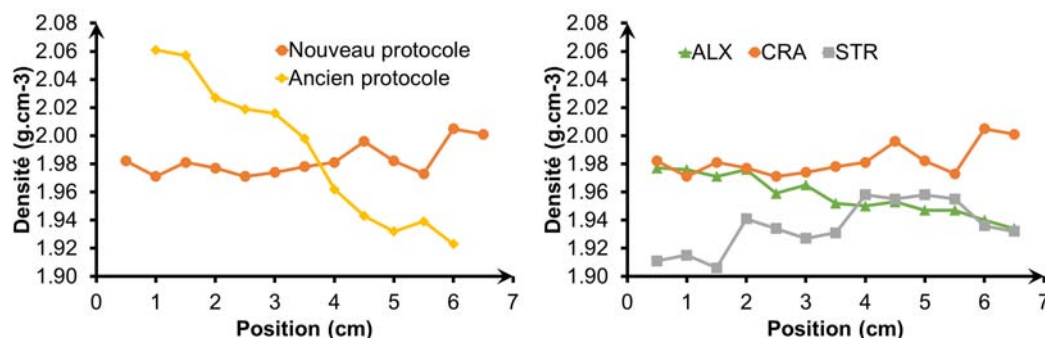 Densité (g.cm-3)
2.08
2.06
2.04
2.02
2.00
1.98
1.96
1.94
1.92
1.90
Nouveau protocole
Ancien protocole
0 1 2 3 4 5 6 7
Position (cm)
Densité (g.cm-3)
2.08
2.06
2.04
2.02
2.00
1.98
1.96
1.94
1.92
1.90
ALX CRA STR
0 1 2 3 4 5 6 7
Position (cm)